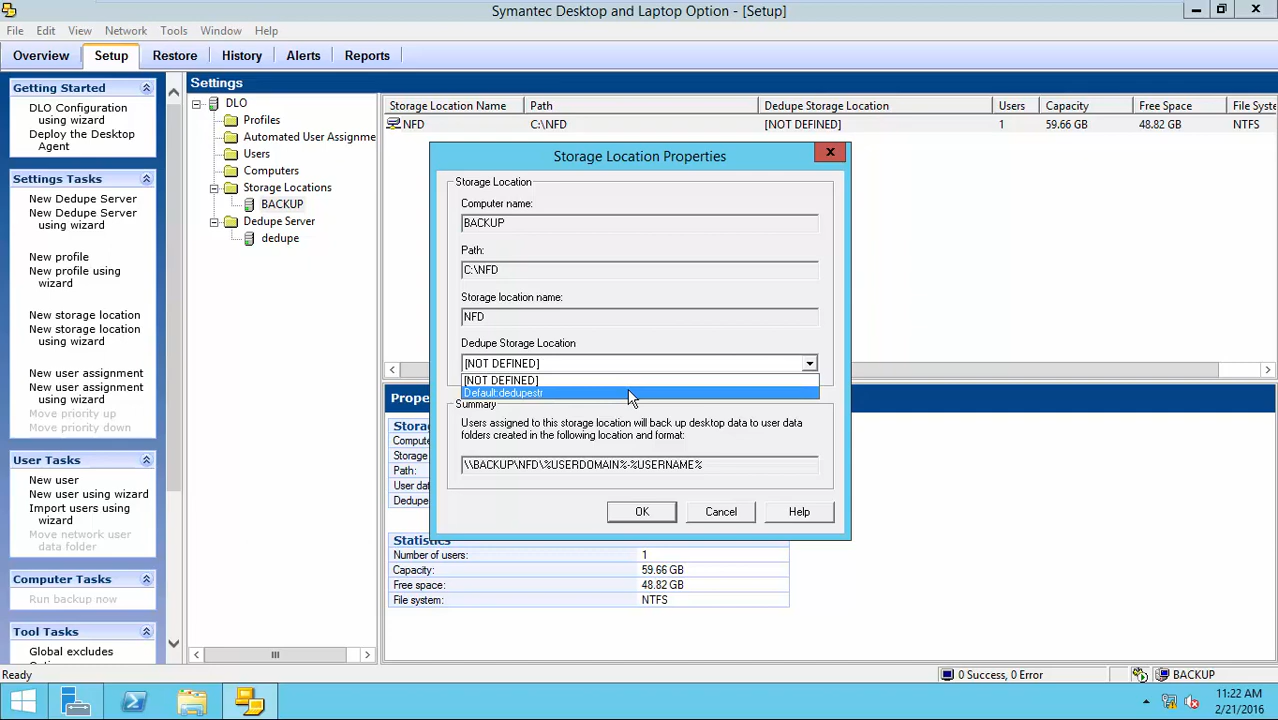 Symantec Desktop and Laptop Option - [Setup]
File Edit View Network Tools Window Help
Overview Setup Restore History Alerts Reports
Getting Started
DLO Configuration
using wizard
Deploy the Desktop
Agent
Settings Tasks
New Dedupe Server
New Dedupe Server
using wizard
New profile
New profile using
wizard
New storage location
New storage location
using wizard
New user assignment
New user assignment
using wizard
Move priority up
Move priority down
User Tasks
New user
New user using wizard
Import users using
wizard
Move network user
data folder
Computer Tasks
Run backup now
Tool Tasks
Global excludes
Settings
DLO
Profiles
Automated User Assignme
Users
Computers
Storage Locations
BACKUP
Dedupe Server
dedupe
Storage Location Name Path Dedupe Storage Location Users Capacity Free Space File Syste
NFD C:\NFD [NOT DEFINED] 1 59.66 GB 48.82 GB NTFS
Storage Location Properties
Storage Location
Computer name:
BACKUP
Path:
C:\NFD
Storage location name:
NFD
Dedupe Storage Location
[NOT DEFINED]
[NOT DEFINED]
Default:dedupestr
Summary
Users assigned to this storage location will back up desktop data to user data
folders created in the following location and format:
\\BACKUP\NFD\%USERDOMAIN%-%USERNAME%
OK Cancel Help
Prope
Stora
Compute
Storage
Path:
User dat
Dedupe
Statistics
Number of users: 1
Capacity: 59.66 GB
Free space: 48.82 GB
File system: NTFS
Ready
0 Success, 0 Error
BACKUP
11:22 AM
2/21/2016